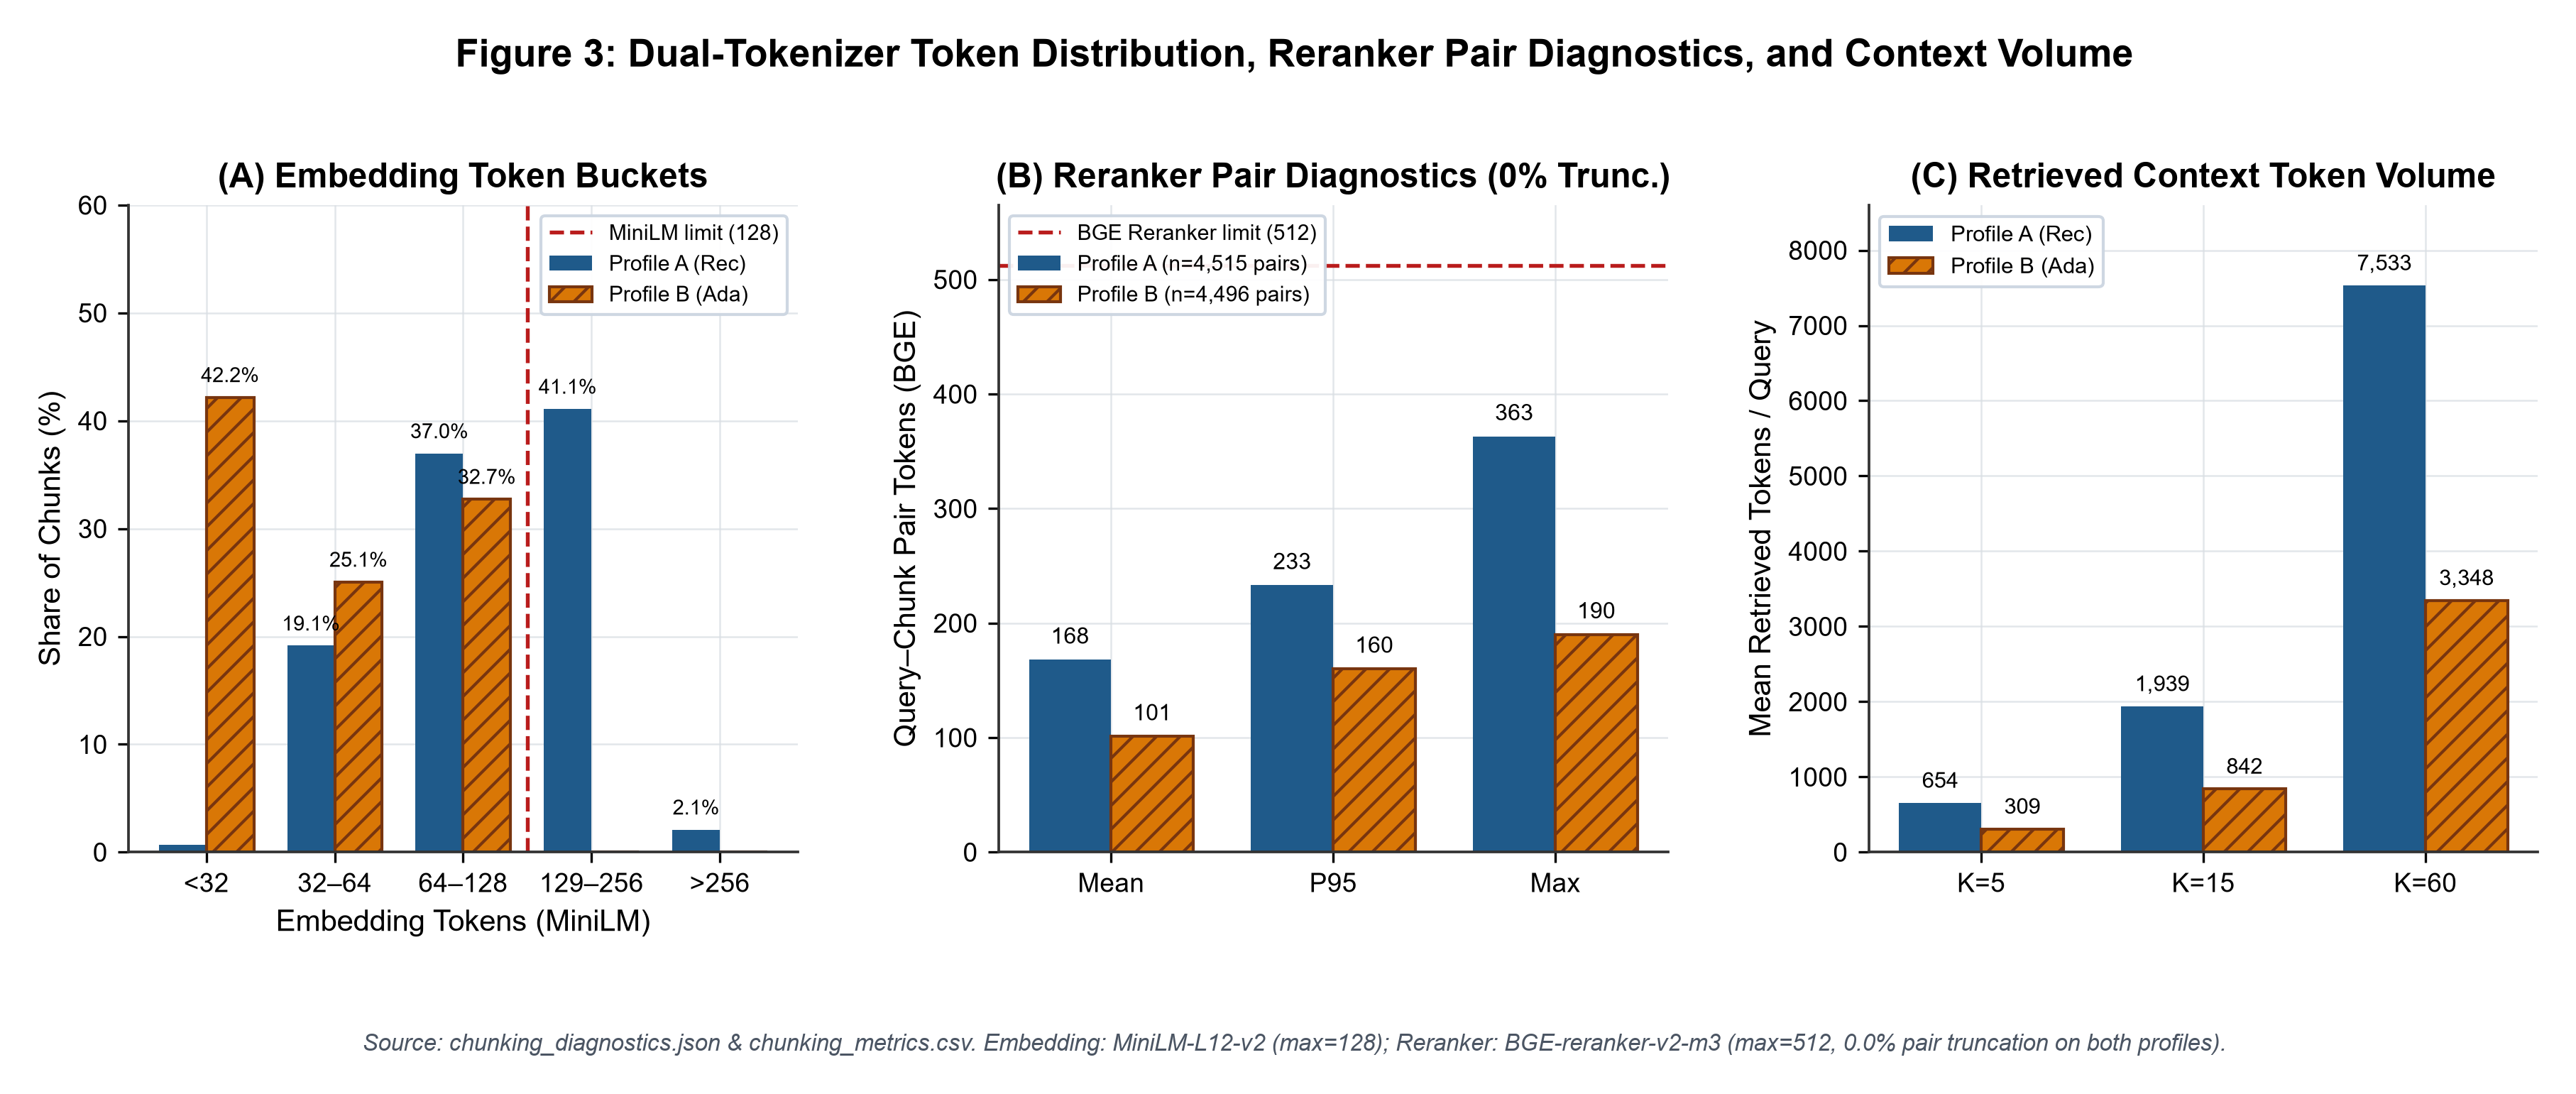 Figure 3: Dual-Tokenizer Token Distribution, Reranker Pair Diagnostics, and Context Volume
(A) Embedding Token Buckets
60
50
40
30
20
10
0
Share of Chunks (%)
MiniLM limit (128)
Profile A (Rec)
Profile B (Ada)
42.2%
19.1%
25.1%
37.0%
32.7%
41.1%
2.1%
<32
32–64
64–128
129–256
>256
Embedding Tokens (MiniLM)
(B) Reranker Pair Diagnostics (0% Trunc.)
500
400
300
200
100
0
Query–Chunk Pair Tokens (BGE)
BGE Reranker limit (512)
Profile A (n=4,515 pairs)
Profile B (n=4,496 pairs)
168
101
233
160
363
190
Mean
P95
Max
(C) Retrieved Context Token Volume
8000
7000
6000
5000
4000
3000
2000
1000
0
Mean Retrieved Tokens / Query
Profile A (Rec)
Profile B (Ada)
654
309
1,939
842
7,533
3,348
K=5
K=15
K=60
Source: chunking_diagnostics.json & chunking_metrics.csv. Embedding: MiniLM-L12-v2 (max=128); Reranker: BGE-reranker-v2-m3 (max=512, 0.0% pair truncation on both profiles).